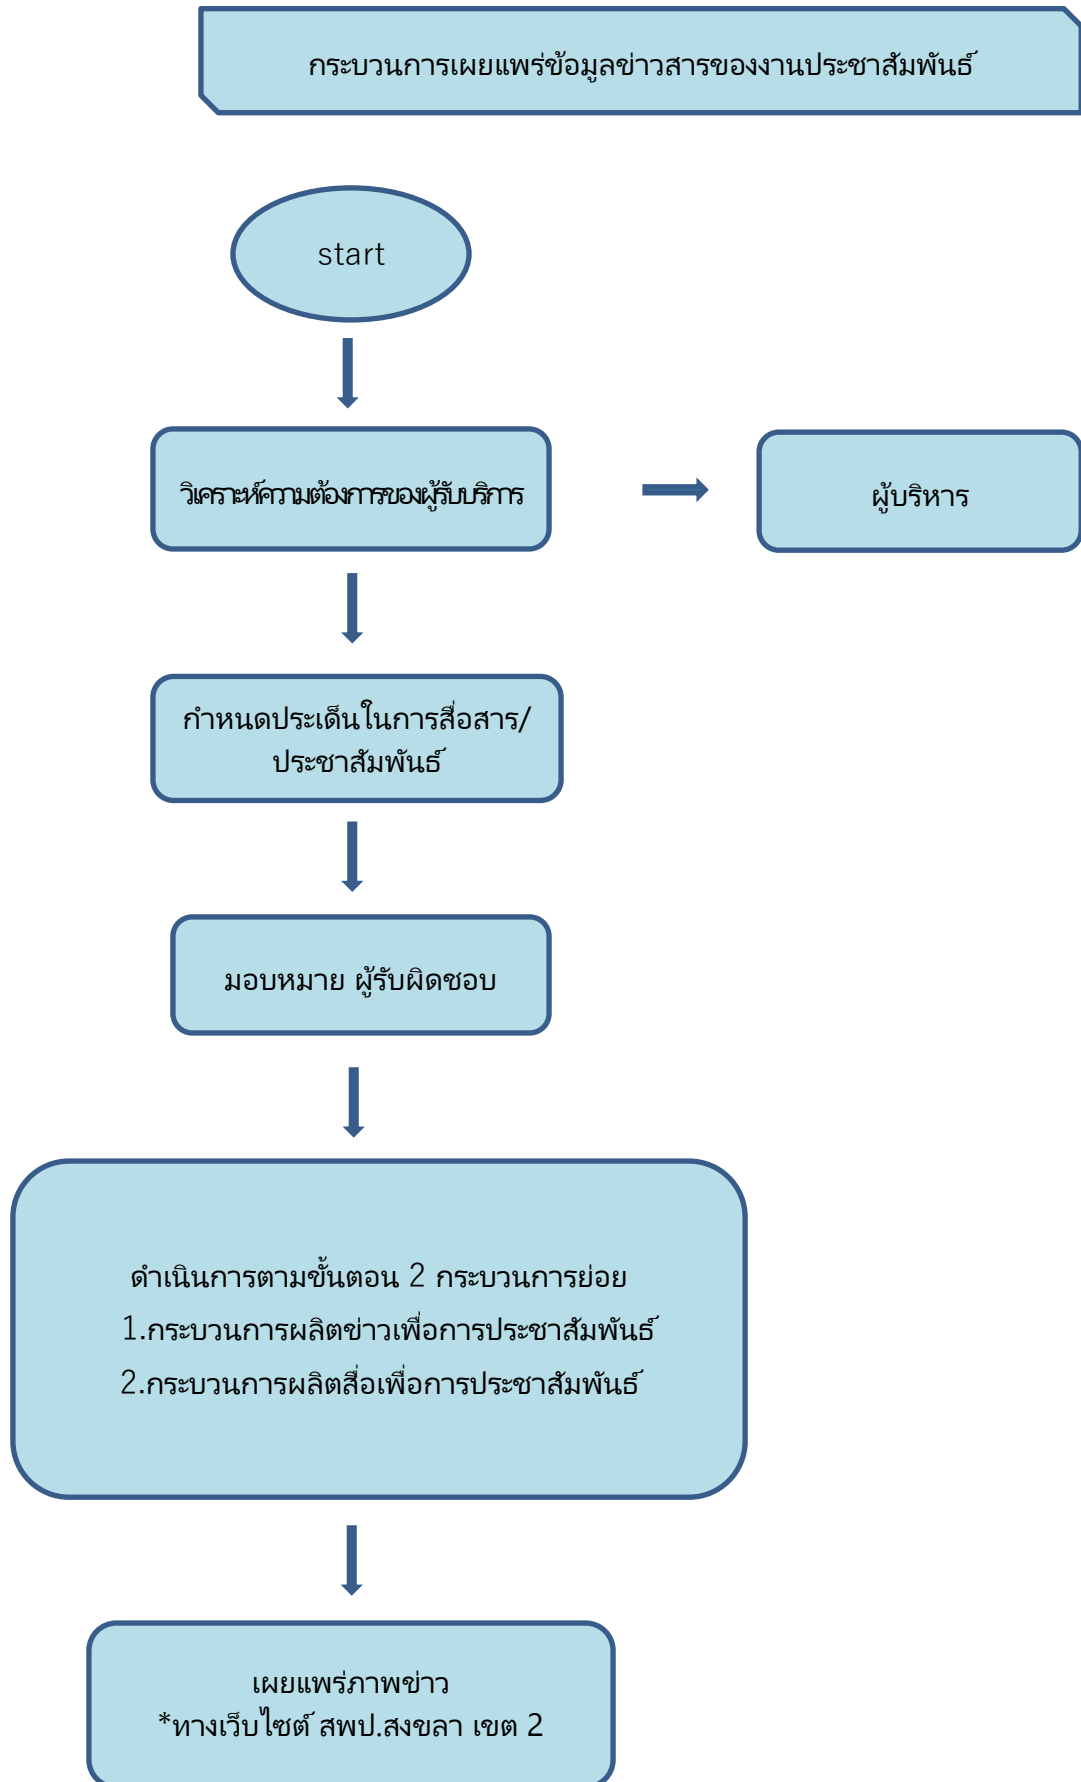 กระบวนการเผยแพร่ข้อมูลข่าวสารของงานประชาสัมพันธ์
start
วิเคราะห์ความต้องการของผู้รับบริการ
ผู้บริหาร
กำหนดประเด็นในการสื่อสาร/
ประชาสัมพันธ์
มอบหมาย ผู้รับผิดชอบ
ดำเนินการตามขั้นตอน 2 กระบวนการย่อย
1.กระบวนการผลิตข่าวเพื่อการประชาสัมพันธ์
2.กระบวนการผลิตสื่อเพื่อการประชาสัมพันธ์
เผยแพร่ภาพข่าว
*ทางเว็บไซต์ สพป.สงขลา เขต 2